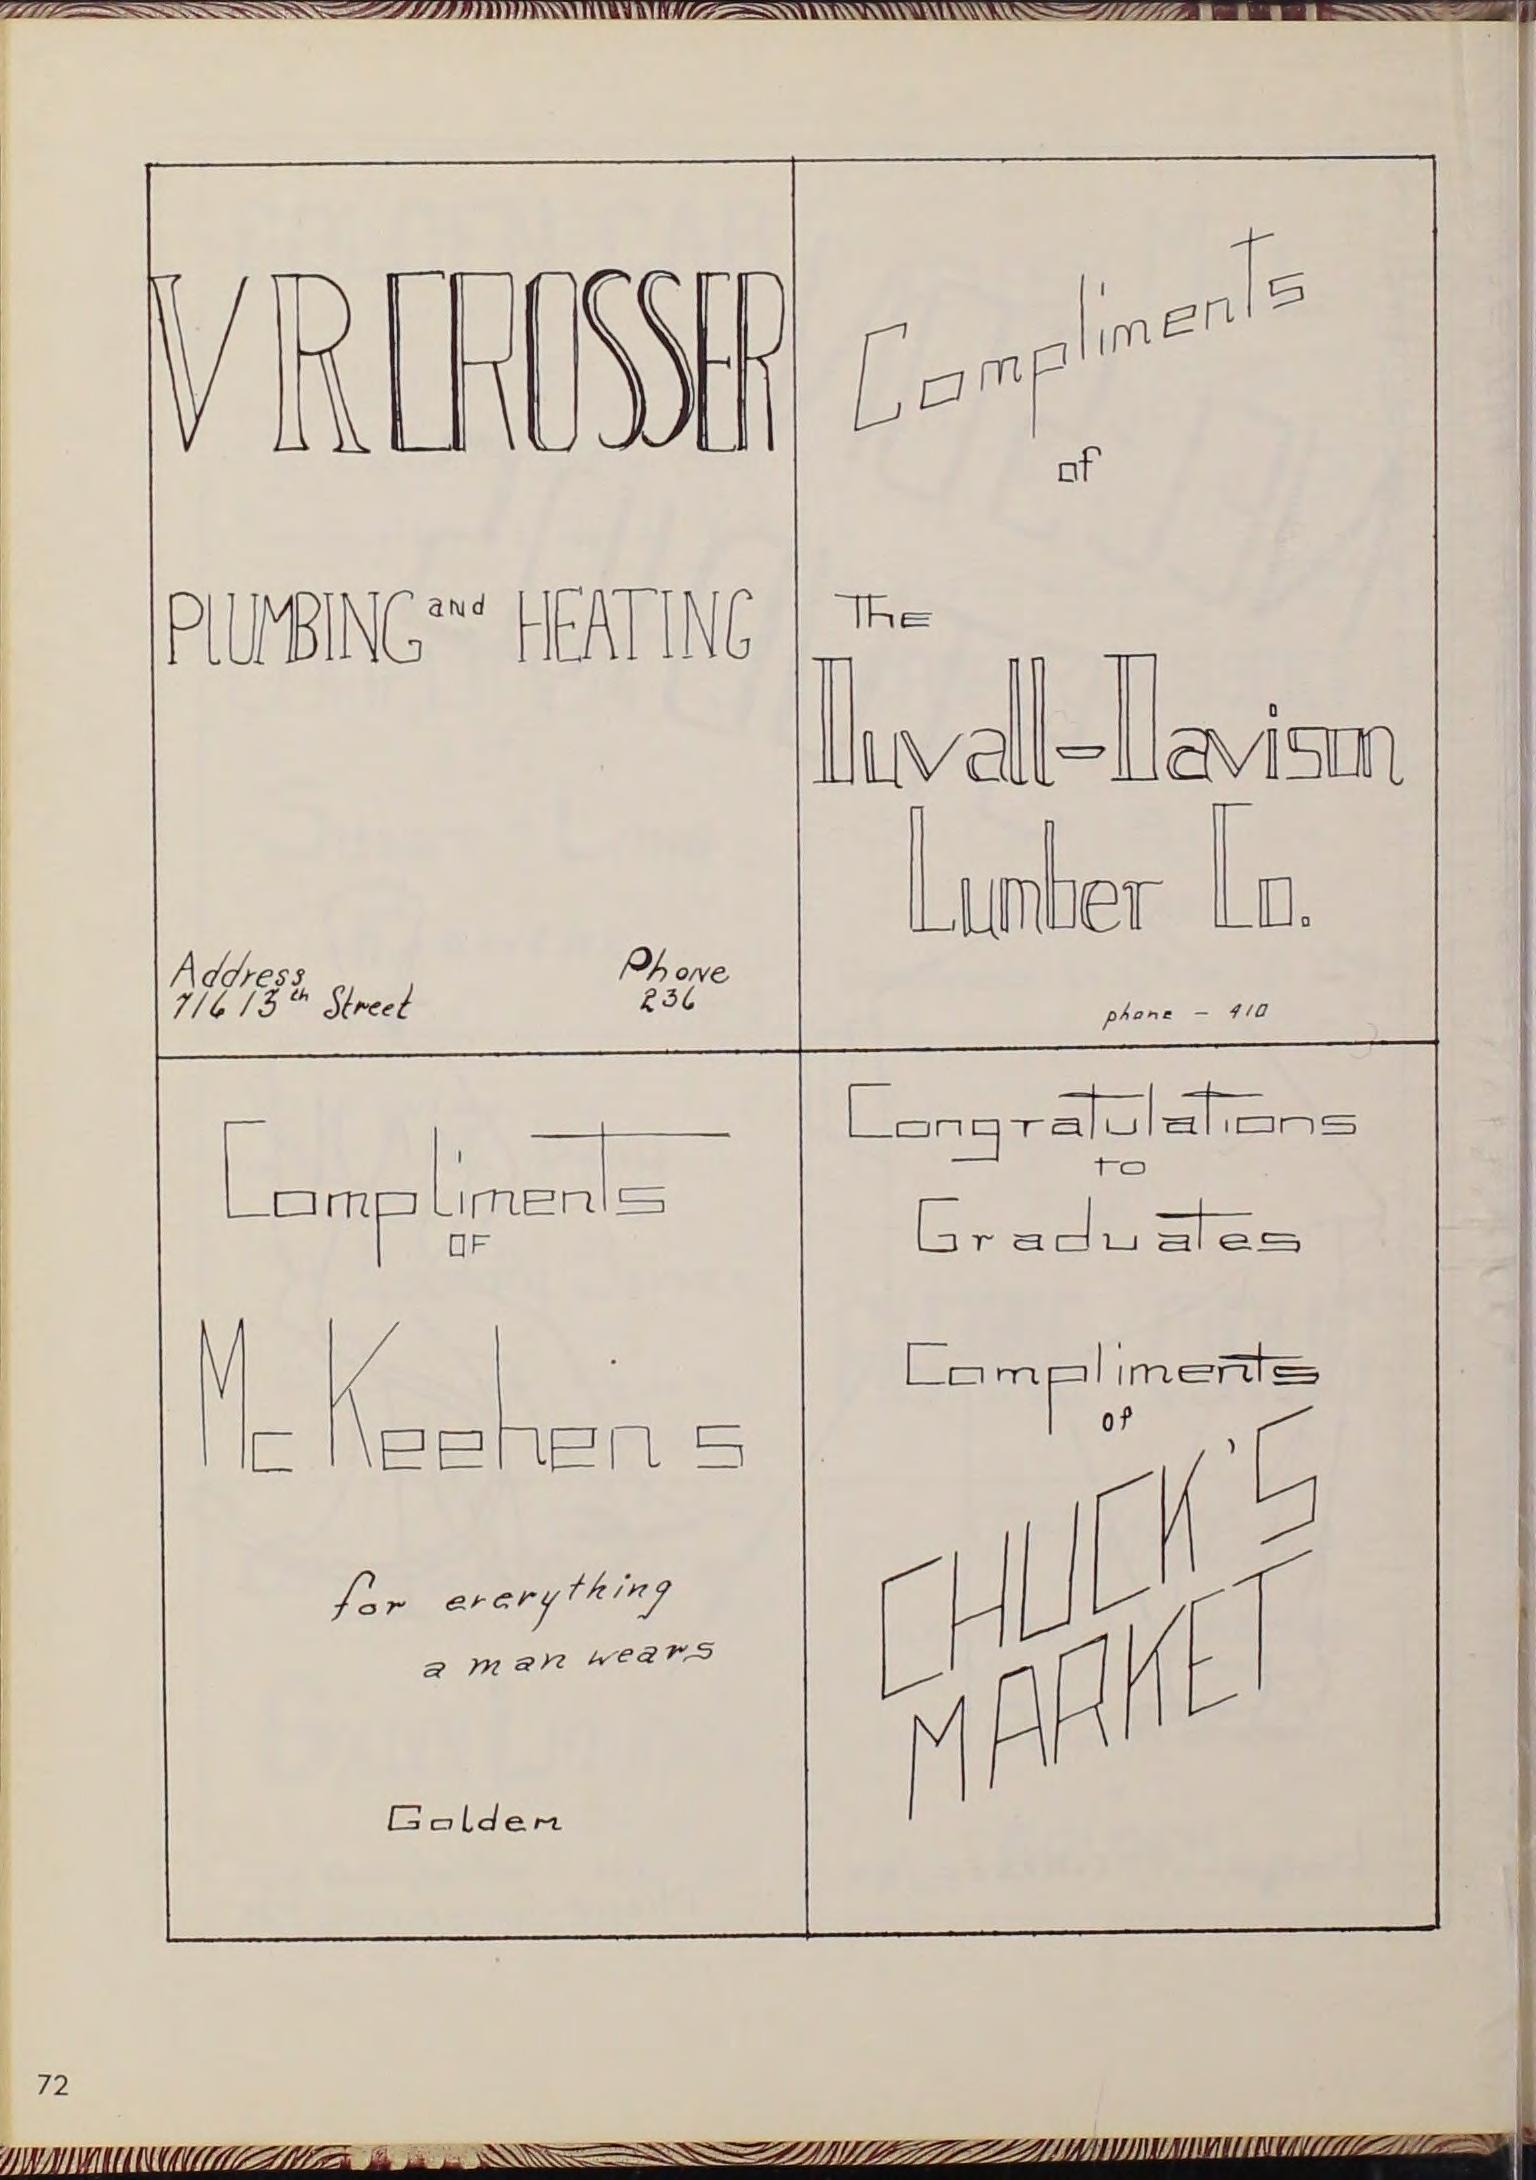 V R CROSSER
PLUMBING and HEATING
Address
716 13th Street
Phone
236
Compliments
of
The
Duvall-Davison
Lumber Co.
phone - 410
Compliments
OF
McKeehens
for everything
a man wears
Golden
Congratulations
to
Graduates
Compliments
of
CHUCK'S
MARKET
72